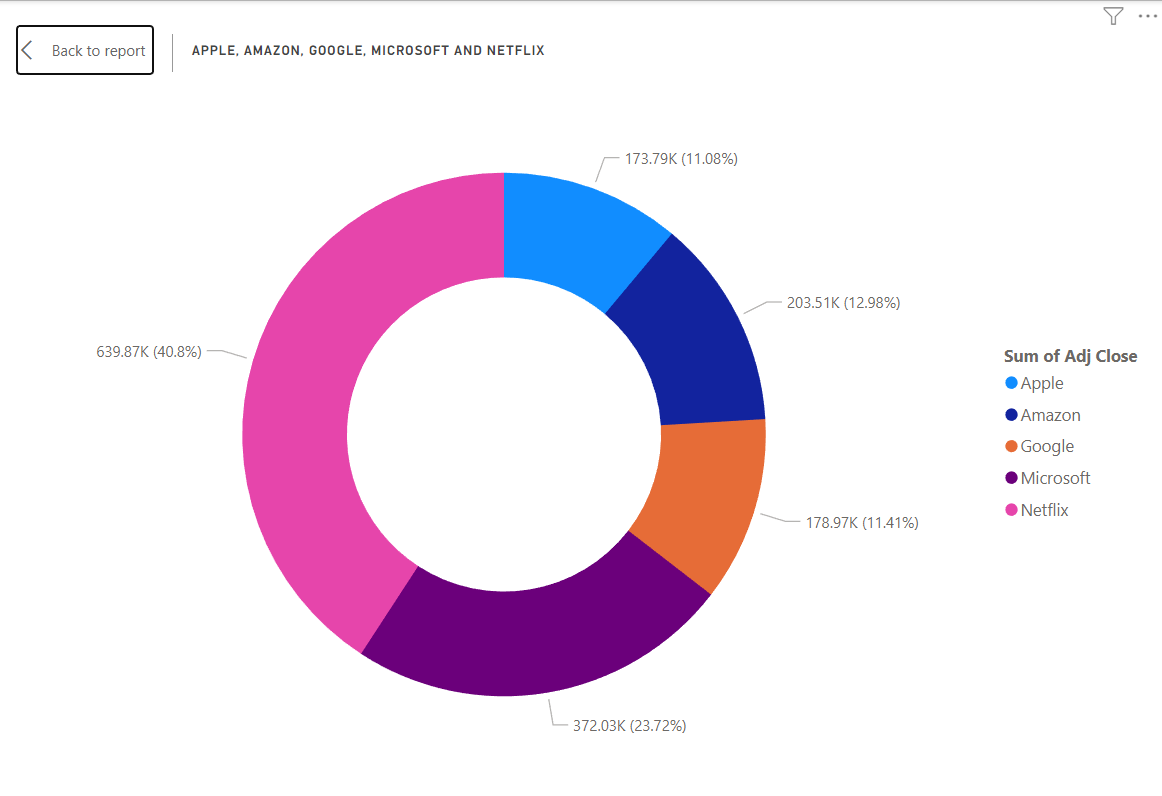 Back to report
APPLE, AMAZON, GOOGLE, MICROSOFT AND NETFLIX
173.79K (11.08%)
203.51K (12.98%)
639.87K (40.8%)
178.97K (11.41%)
372.03K (23.72%)
Sum of Adj Close
Apple
Amazon
Google
Microsoft
Netflix